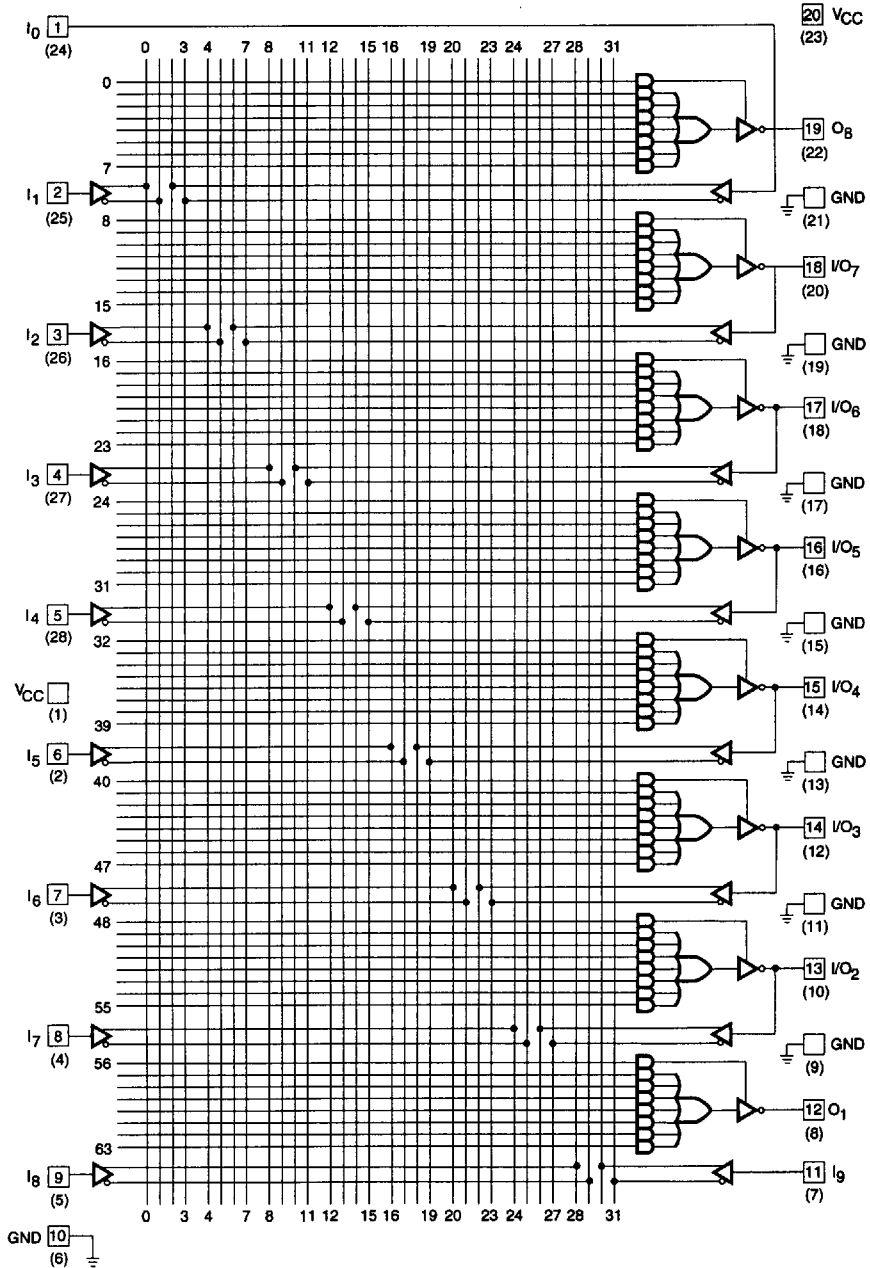 I0 1 (24)
20 VCC (23)
0 3 4 7 8 11 12 15 16 19 20 23 24 27 28 31
0
19 O8 (22)
7
I1 2 (25)
GND (21)
8
18 I/O7 (20)
15
I2 3 (26)
GND (19)
16
17 I/O6 (18)
23
I3 4 (27)
GND (17)
24
16 I/O5 (16)
31
I4 5 (28)
GND (15)
32
VCC (1)
15 I/O4 (14)
39
I5 6 (2)
GND (13)
40
14 I/O3 (12)
47
I6 7 (3)
GND (11)
48
13 I/O2 (10)
55
I7 8 (4)
GND (9)
56
12 O1 (8)
63
I8 9 (5)
11 I9 (7)
0 3 4 7 8 11 12 15 16 19 20 23 24 27 28 31
GND 10 (6)